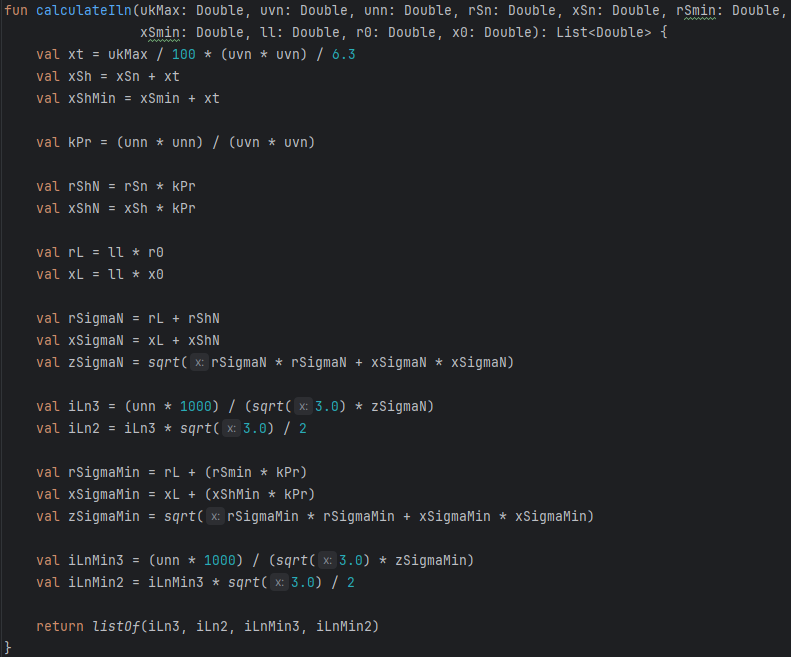 fun calculateIln(ukMax: Double, uvn: Double, unn: Double, rSn: Double, xSn: Double, rSmin: Double,
xSmin: Double, ll: Double, r0: Double, x0: Double): List<Double> {
val xt = ukMax / 100 * (uvn * uvn) / 6.3
val xSh = xSn + xt
val xShMin = xSmin + xt
val kPr = (unn * unn) / (uvn * uvn)
val rShN = rSn * kPr
val xShN = xSh * kPr
val rL = ll * r0
val xL = ll * x0
val rSigmaN = rL + rShN
val xSigmaN = xL + xShN
val zSigmaN = sqrt( x: rSigmaN * rSigmaN + xSigmaN * xSigmaN)
val iLn3 = (unn * 1000) / (sqrt( x: 3.0) * zSigmaN)
val iLn2 = iLn3 * sqrt( x: 3.0) / 2
val rSigmaMin = rL + (rSmin * kPr)
val xSigmaMin = xL + (xShMin * kPr)
val zSigmaMin = sqrt( x: rSigmaMin * rSigmaMin + xSigmaMin * xSigmaMin)
val iLnMin3 = (unn * 1000) / (sqrt( x: 3.0) * zSigmaMin)
val iLnMin2 = iLnMin3 * sqrt( x: 3.0) / 2
return listOf(iLn3, iLn2, iLnMin3, iLnMin2)
}